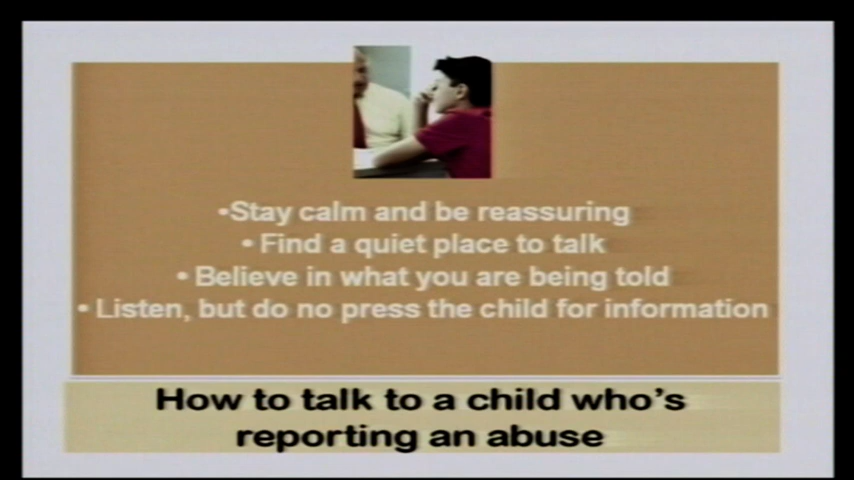 •Stay calm and be reassuring
• Find a quiet place to talk
• Believe in what you are being told
• Listen, but do no press the child for information
How to talk to a child who's
reporting an abuse